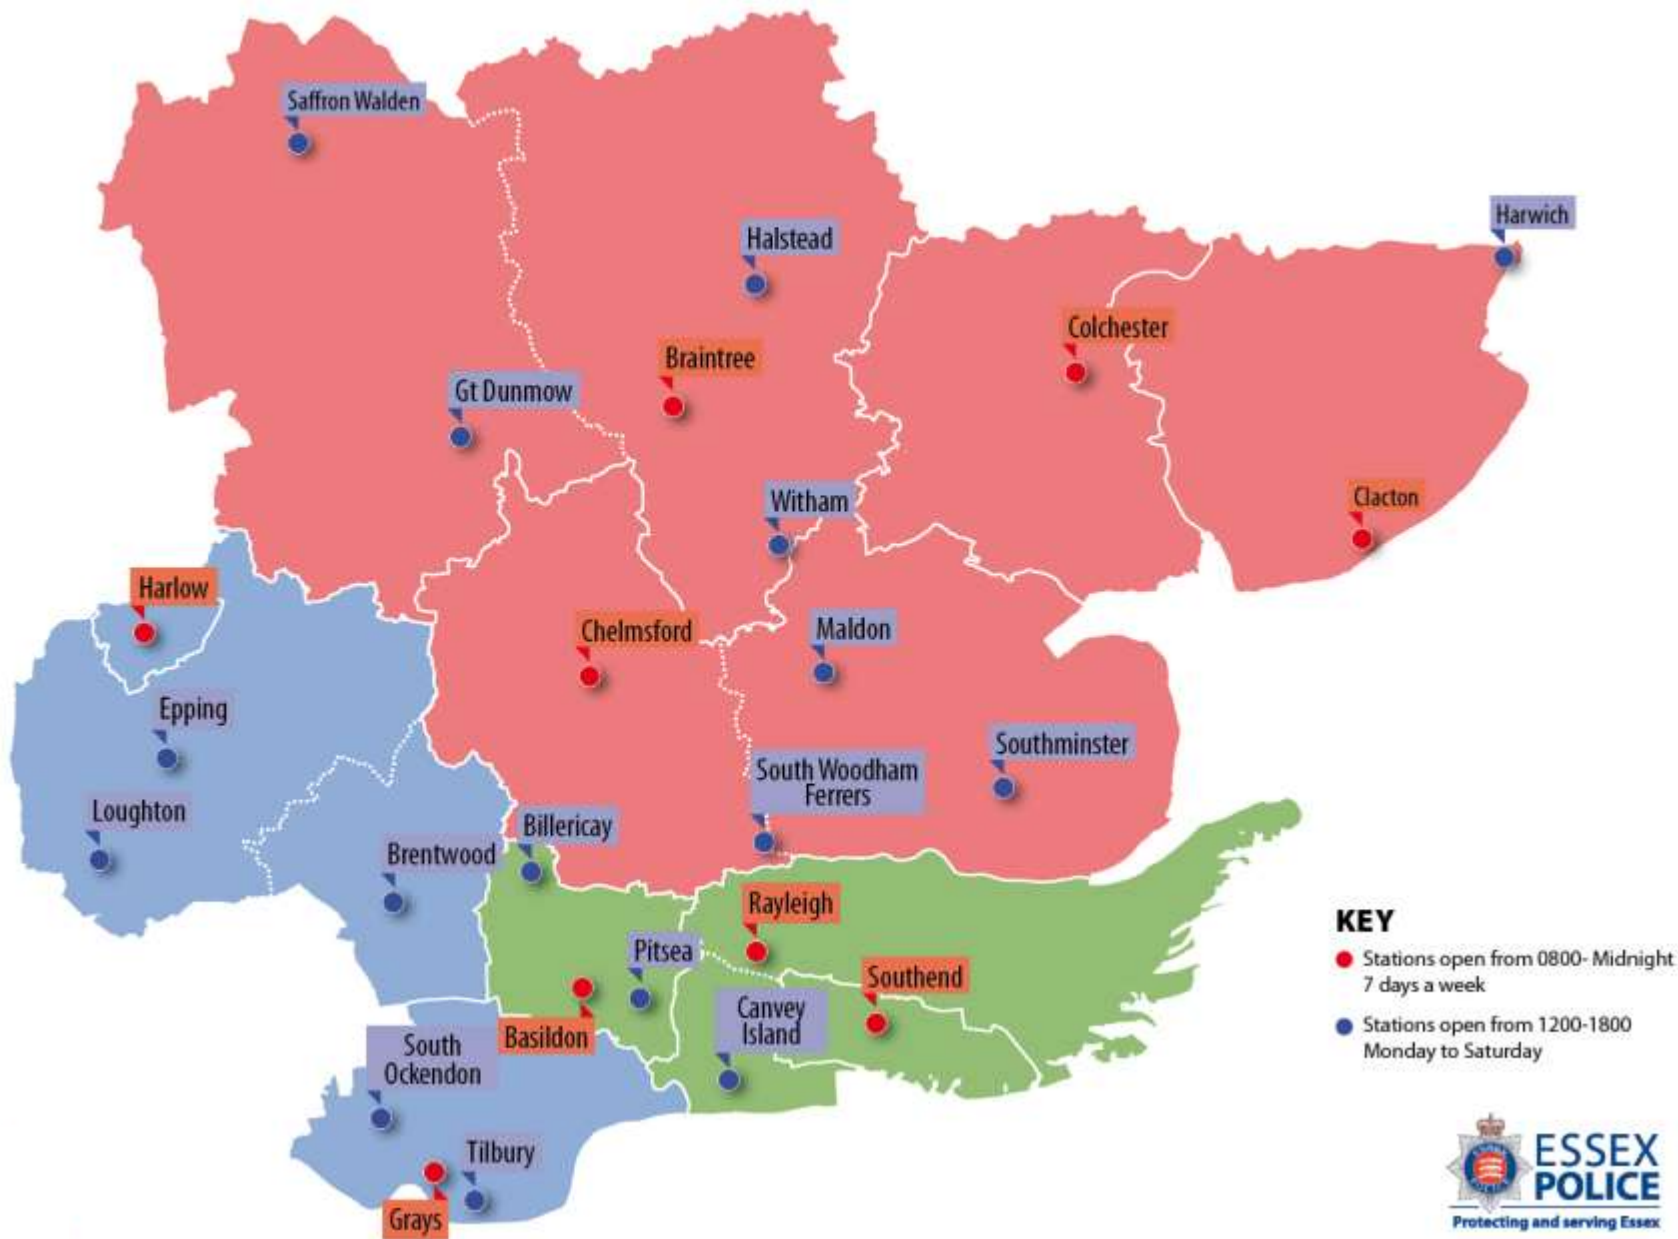 Saffron Walden
Harwich
Halstead
Colchester
Braintree
Gt Dunmow
Witham
Clacton
Harlow
Chelmsford
Maldon
Epping
Southminster
South Woodham
Ferrers
Loughton
Billericay
Brentwood
Rayleigh
Pitsea
Southend
Canvey
Island
Basildon
South
Ockendon
Tilbury
Grays
KEY
Stations open from 0800- Midnight
7 days a week
Stations open from 1200-1800
Monday to Saturday
ESSEX
POLICE
Protecting and serving Essex